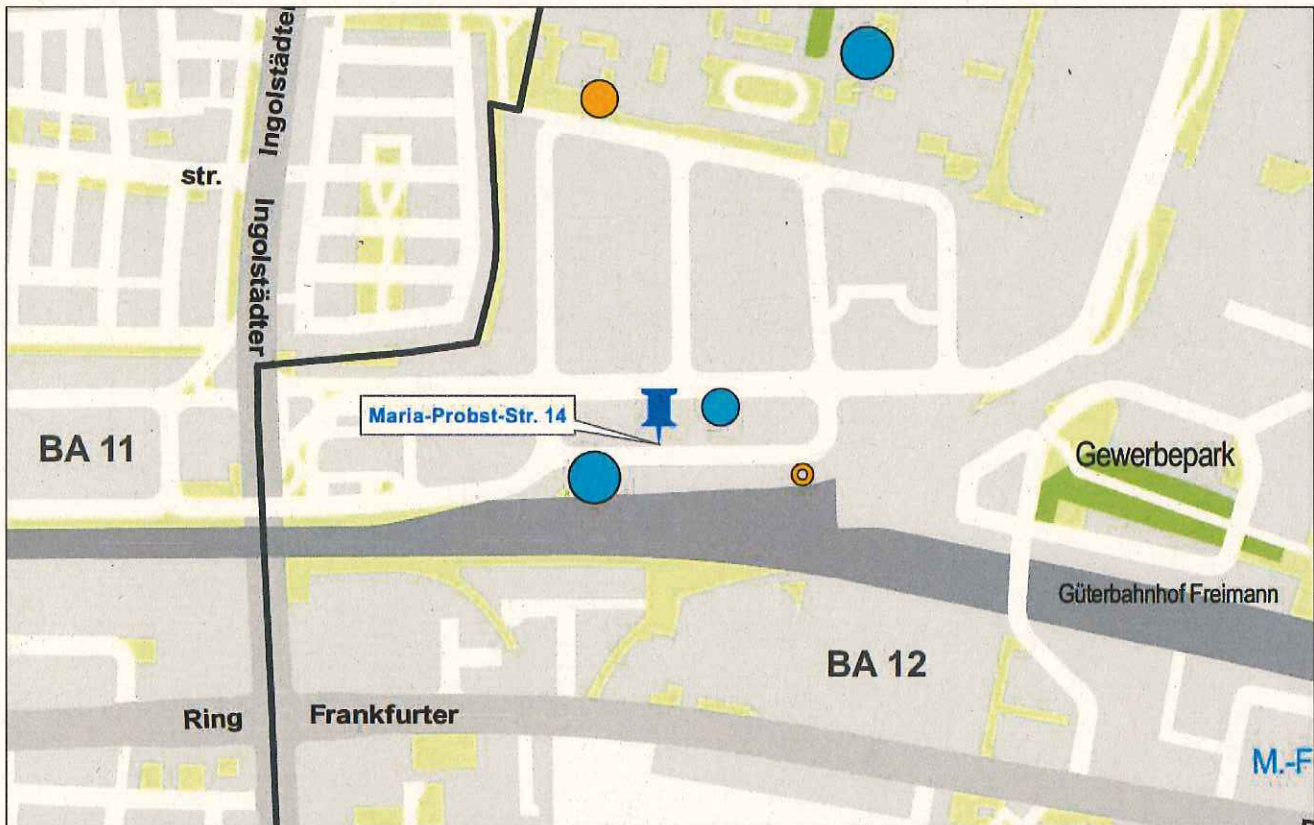 Ingolstädter
str.
Ingolstädter
Maria-Probst-Str. 14
BA 11
Gewerbepark
Güterbahnhof Freimann
BA 12
Ring
Frankfurter
M.-F